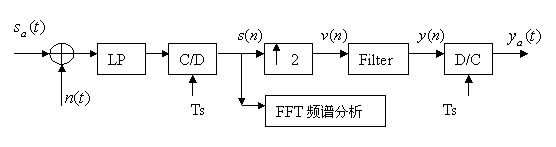 s_a(t) s(n) v(n) y(n) y_a(t)
LP C/D ↑ 2 Filter D/C
n(t) Ts FFT 频谱分析 Ts